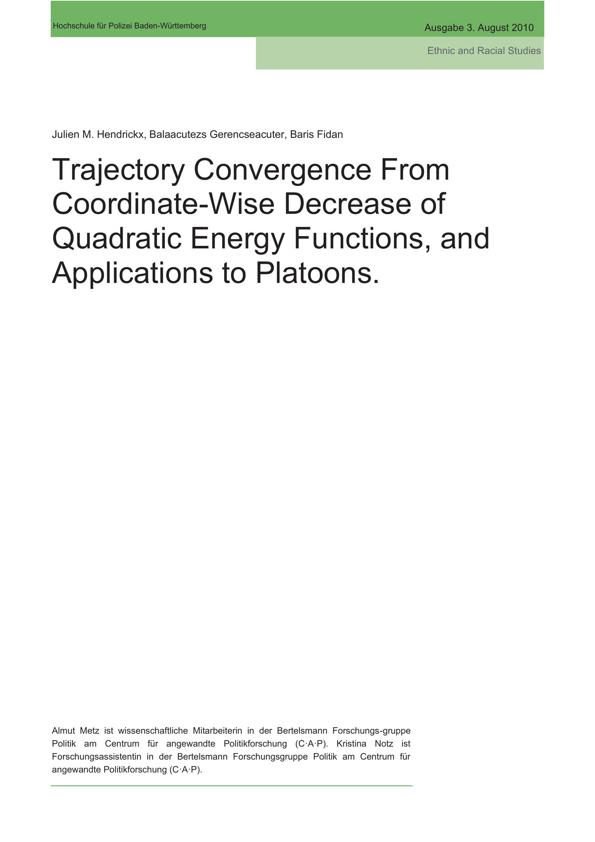 Hochschule für Polizei Baden-Württemberg
Ausgabe 3. August 2010
Ethnic and Racial Studies
Julien M. Hendrickx, Balaacutezs Gerencseacuter, Baris Fidan
Trajectory Convergence From
Coordinate-Wise Decrease of
Quadratic Energy Functions, and
Applications to Platoons.
Almut Metz ist wissenschaftliche Mitarbeiterin in der Bertelsmann Forschungs-gruppe
Politik am Centrum für angewandte Politikforschung (C·A·P). Kristina Notz ist
Forschungsassistentin in der Bertelsmann Forschungsgruppe Politik am Centrum für
angewandte Politikforschung (C·A·P).